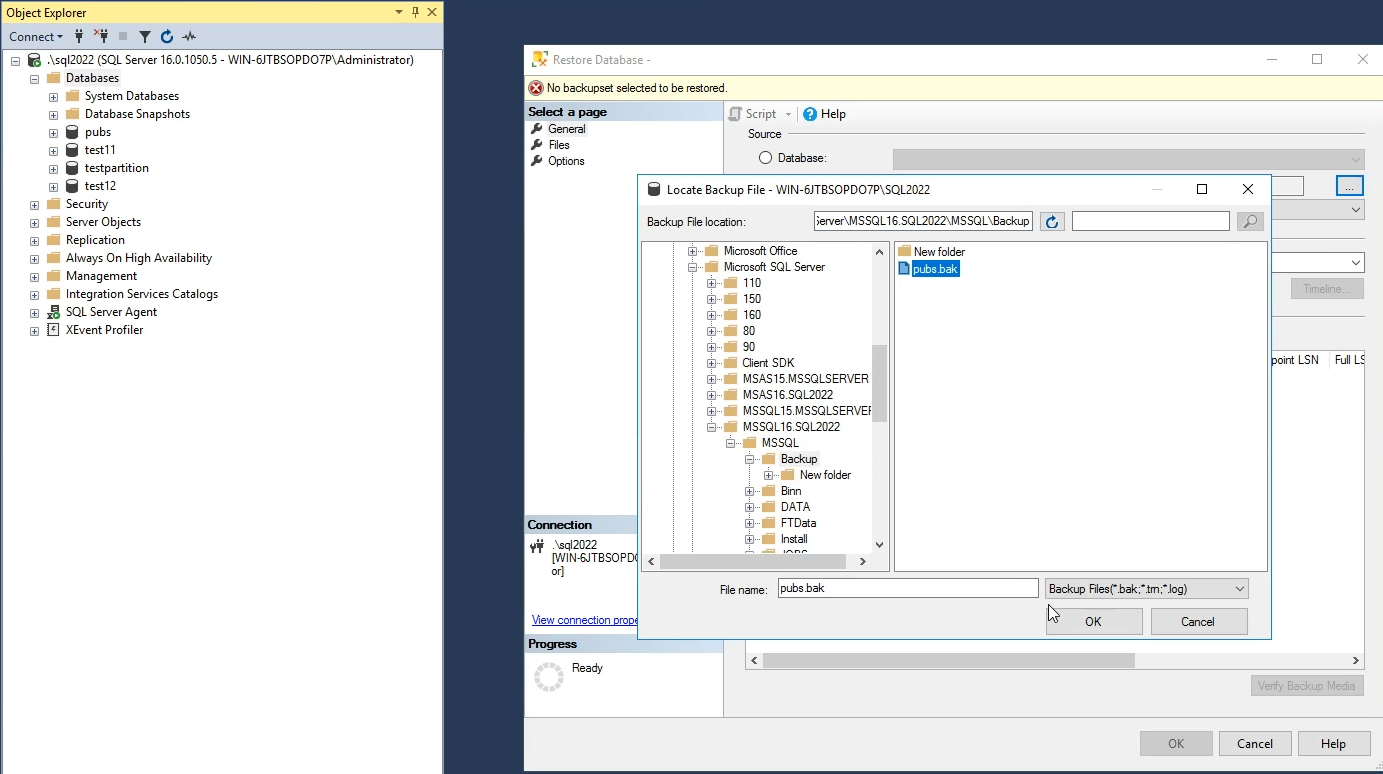 Object Explorer
Connect
.\sql2022 (SQL Server 16.0.1050.5 - WIN-6JTBSOPDO7P\Administrator)
Databases
System Databases
Database Snapshots
pubs
test11
testpartition
test12
Security
Server Objects
Replication
Always On High Availability
Management
Integration Services Catalogs
SQL Server Agent
XEvent Profiler
Restore Database -
No backupset selected to be restored.
Select a page
General
Files
Options
Script
Help
Source
Database:
...
Timeline...
point LSN Full LS
Locate Backup File - WIN-6JTBSOPDO7P\SQL2022
Backup File location:
Server\MSSQL16.SQL2022\MSSQL\Backup
Microsoft Office
Microsoft SQL Server
110
150
160
80
90
Client SDK
MSAS15.MSSQLSERVER
MSAS16.SQL2022
MSSQL15.MSSQLSERVER
MSSQL16.SQL2022
MSSQL
Backup
New folder
Binn
DATA
FTData
Install
New folder
pubs.bak
File name:
pubs.bak
Backup Files(*.bak;*.trn;*.log)
OK
Cancel
Connection
.\sql2022
[WIN-6JTBSOPDO
or]
View connection prope
Progress
Ready
Verify Backup Media
OK
Cancel
Help